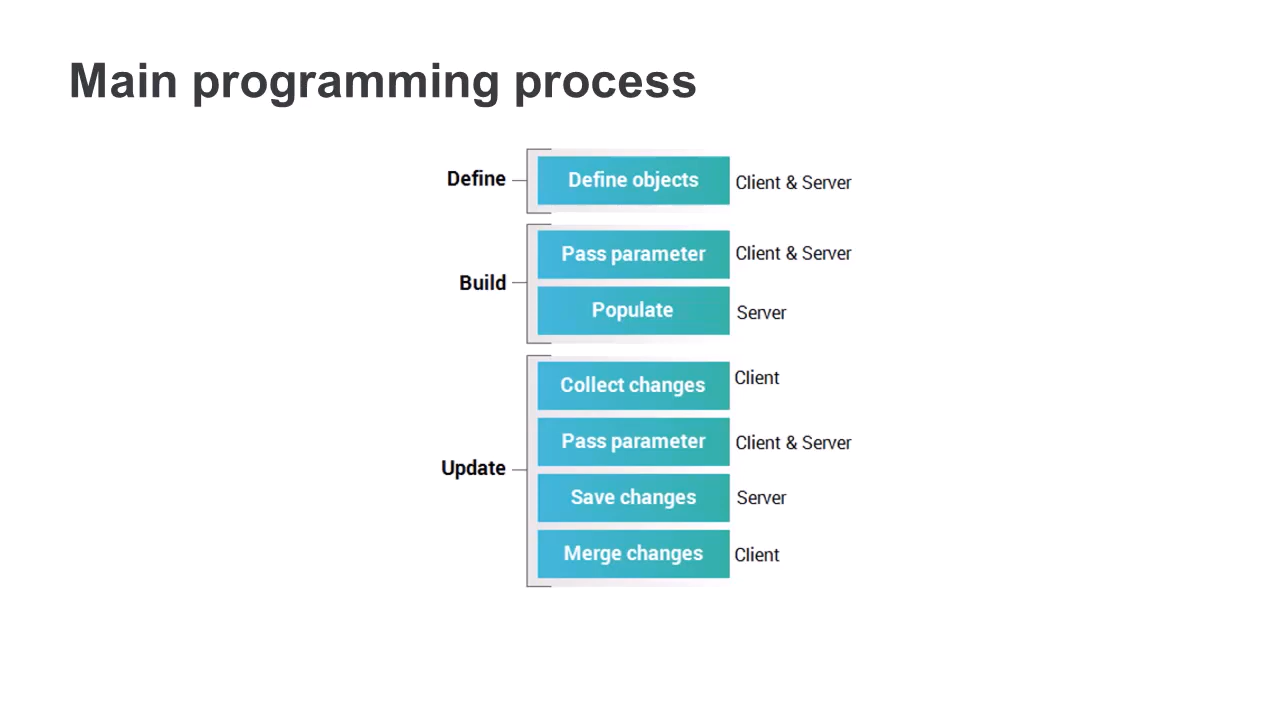 Main programming process
Define
Define objects
Client & Server
Build
Pass parameter
Client & Server
Populate
Server
Update
Collect changes
Client
Pass parameter
Client & Server
Save changes
Server
Merge changes
Client